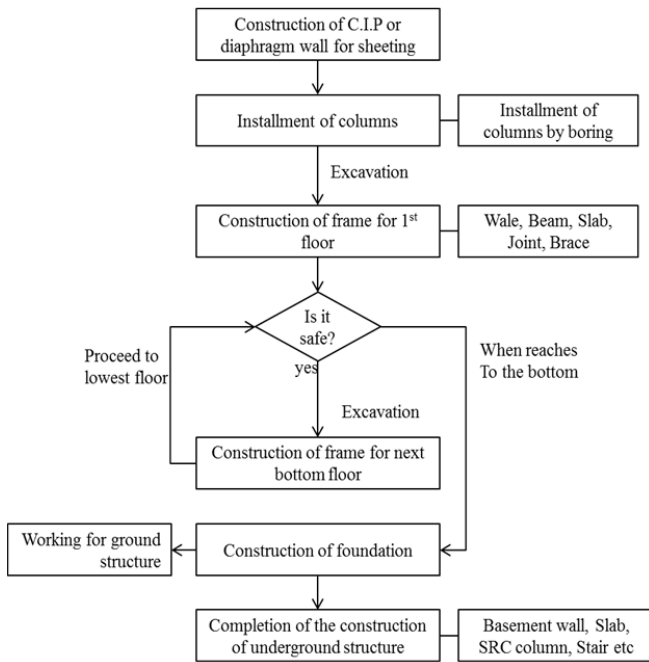 Construction of C.I.P or
diaphragm wall for sheeting
Installment of columns
Installment of
columns by boring
Excavation
Construction of frame for 1st
floor
Wale, Beam, Slab,
Joint, Brace
Is it
safe?
yes
Proceed to
lowest floor
When reaches
To the bottom
Excavation
Construction of frame for next
bottom floor
Working for ground
structure
Construction of foundation
Completion of the construction
of underground structure
Basement wall, Slab,
SRC column, Stair etc